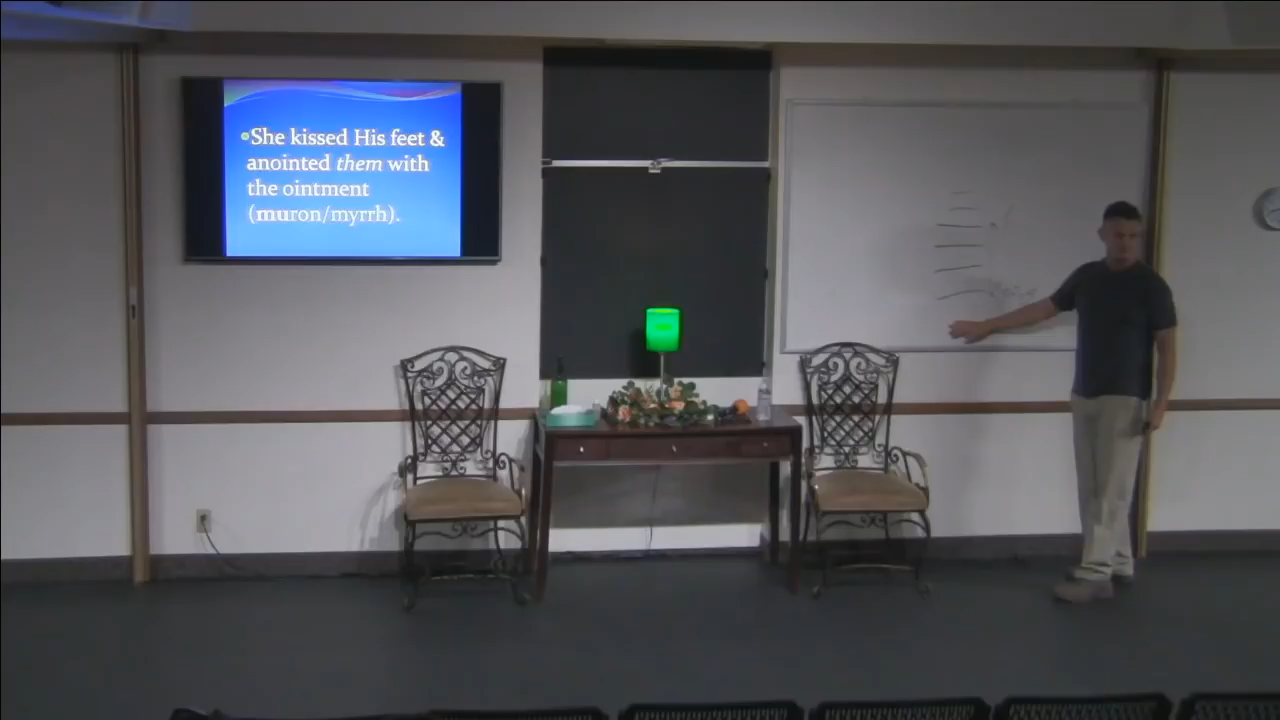 She kissed His feet &
anointed them with
the ointment
(muron/myrrh).